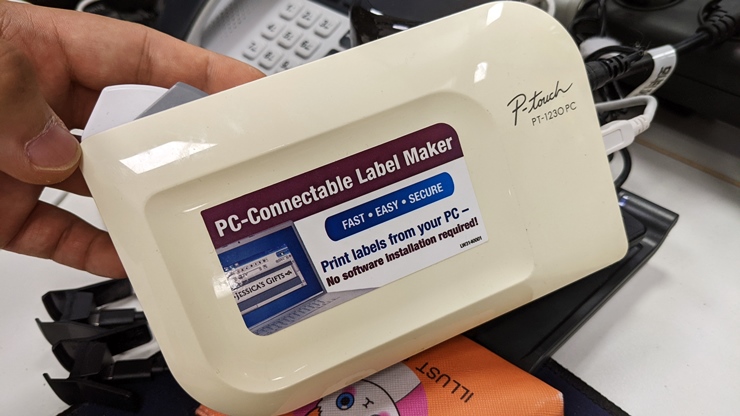 P-touch
PT-1230PC
PC-Connectable Label Maker
FAST • EASY • SECURE
Print labels from your PC –
No software installation required!
JESSICA'S GIFTS
ILLUST